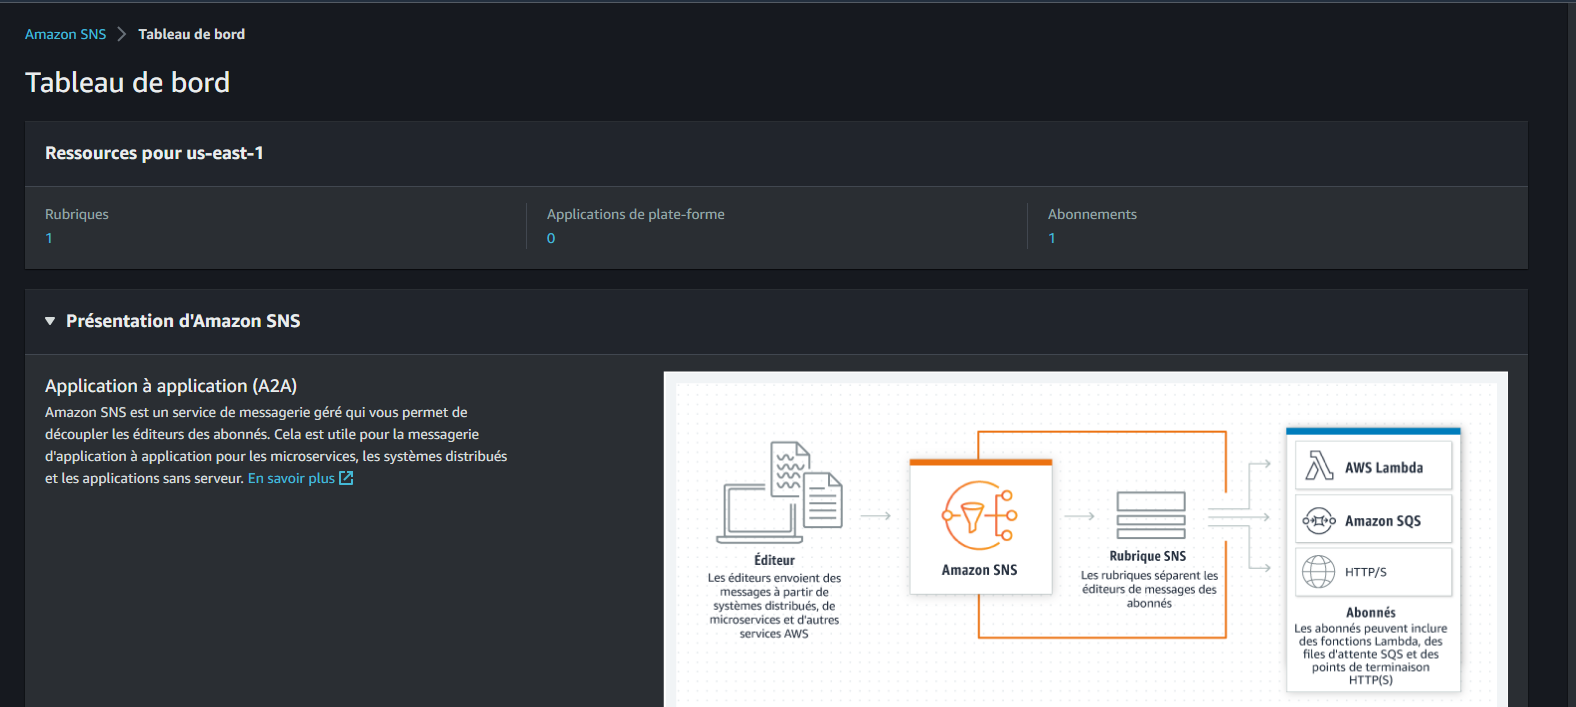 Amazon SNS > Tableau de bord
Tableau de bord
Ressources pour us-east-1
Rubriques
1
Applications de plate-forme
0
Abonnements
1
Présentation d'Amazon SNS
Application à application (A2A)
Amazon SNS est un service de messagerie géré qui vous permet de
découpler les éditeurs des abonnés. Cela est utile pour la messagerie
d'application à application pour les microservices, les systèmes distribués
et les applications sans serveur. En savoir plus
Éditeur
Les éditeurs envoient des
messages à partir de
systèmes distribués, de
microservices et d'autres
services AWS
Amazon SNS
Rubrique SNS
Les rubriques séparent les
éditeurs de messages des
abonnés
AWS Lambda
Amazon SQS
HTTP/S
Abonnés
Les abonnés peuvent inclure
des fonctions Lambda, des
files d'attente SQS et des
points de terminaison
HTTP(S)